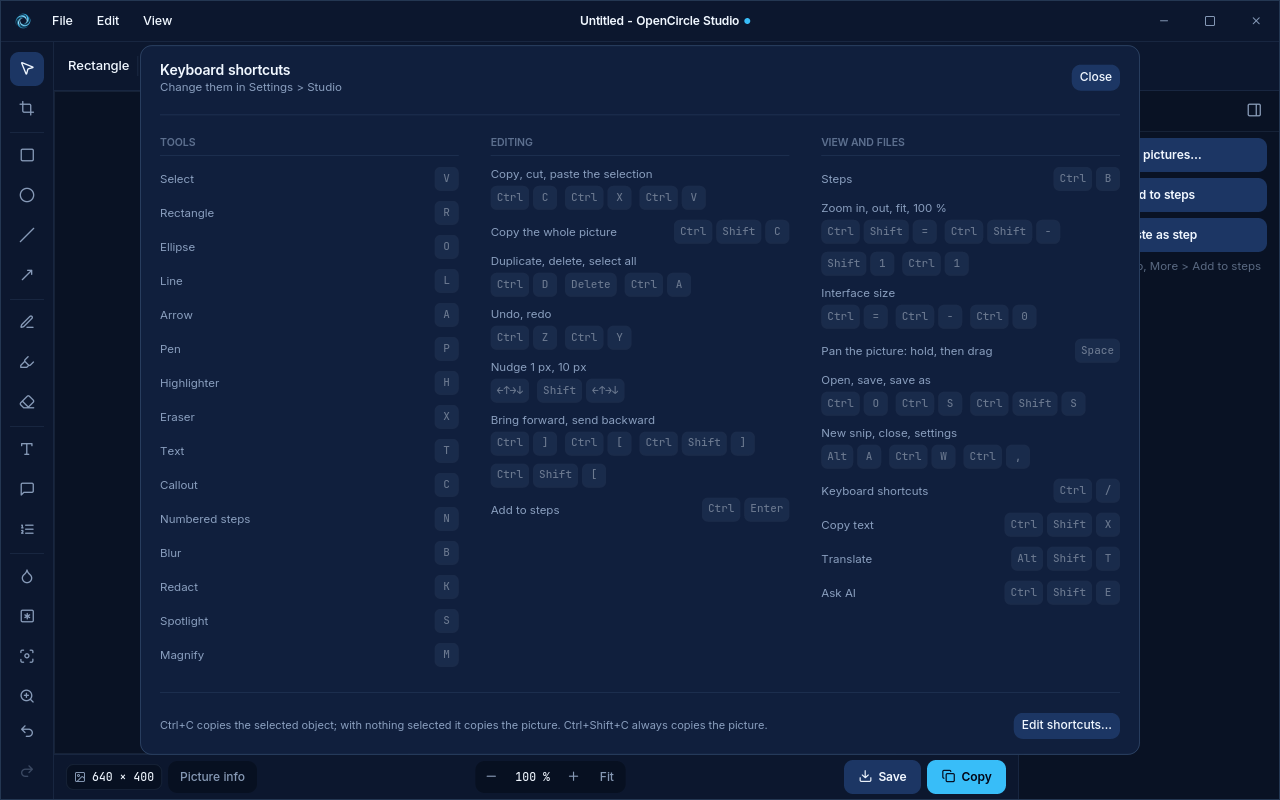 File Edit View
Untitled - OpenCircle Studio
Rectangle
Keyboard shortcuts
Change them in Settings > Studio
Close
TOOLS
Select V
Rectangle R
Ellipse O
Line L
Arrow A
Pen P
Highlighter H
Eraser X
Text T
Callout C
Numbered steps N
Blur B
Redact K
Spotlight S
Magnify M
EDITING
Copy, cut, paste the selection
Ctrl C Ctrl X Ctrl V
Copy the whole picture Ctrl Shift C
Duplicate, delete, select all
Ctrl D Delete Ctrl A
Undo, redo
Ctrl Z Ctrl Y
Nudge 1 px, 10 px
←↑→↓ Shift ←↑→↓
Bring forward, send backward
Ctrl ] Ctrl [ Ctrl Shift ]
Ctrl Shift [
Add to steps Ctrl Enter
VIEW AND FILES
Steps Ctrl B
Zoom in, out, fit, 100 %
Ctrl Shift = Ctrl Shift -
Shift 1 Ctrl 1
Interface size
Ctrl = Ctrl - Ctrl 0
Pan the picture: hold, then drag Space
Open, save, save as
Ctrl O Ctrl S Ctrl Shift S
New snip, close, settings
Alt A Ctrl W Ctrl ,
Keyboard shortcuts Ctrl /
Copy text Ctrl Shift X
Translate Alt Shift T
Ask AI Ctrl Shift E
Ctrl+C copies the selected object; with nothing selected it copies the picture. Ctrl+Shift+C always copies the picture.
Edit shortcuts...
pictures...
to steps
as step
More > Add to steps
640 × 400
Picture info
100 %
Fit
Save
Copy